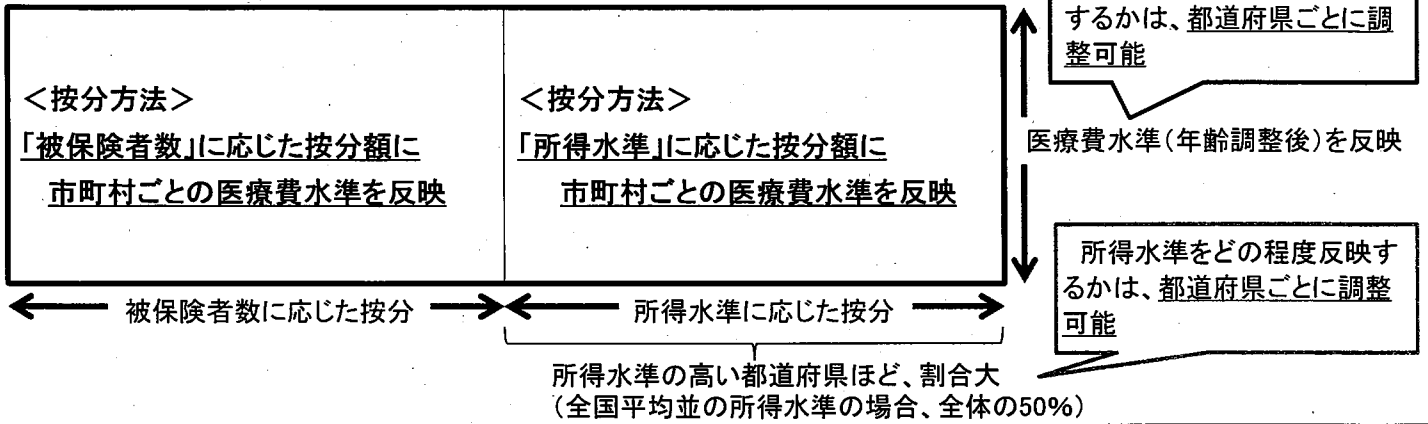 するかは、都道府県ごとに調
整可能
＜按分方法＞
「被保険者数」に応じた按分額に
市町村ごとの医療費水準を反映
＜按分方法＞
「所得水準」に応じた按分額に
市町村ごとの医療費水準を反映
医療費水準(年齢調整後)を反映
所得水準をどの程度反映す
るかは、都道府県ごとに調整
可能
被保険者数に応じた按分
所得水準に応じた按分
所得水準の高い都道府県ほど、割合大
(全国平均並の所得水準の場合、全体の50%)